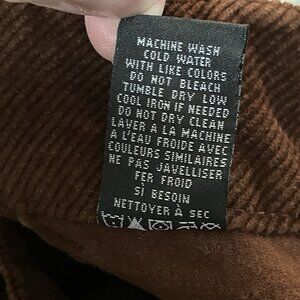 MACHINE WASH
COLD WATER
WITH LIKE COLORS
DO NOT BLEACH
TUMBLE DRY LOW
COOL IRON IF NEEDED
DO NOT DRY CLEAN
LAVER A LA MACHINE
A L'EAU FROIDE AVEC
COULEURS SIMILAIRES
NE PAS JAVELLISER
FER FROID
SI BESOIN
NETTOYER À SEC